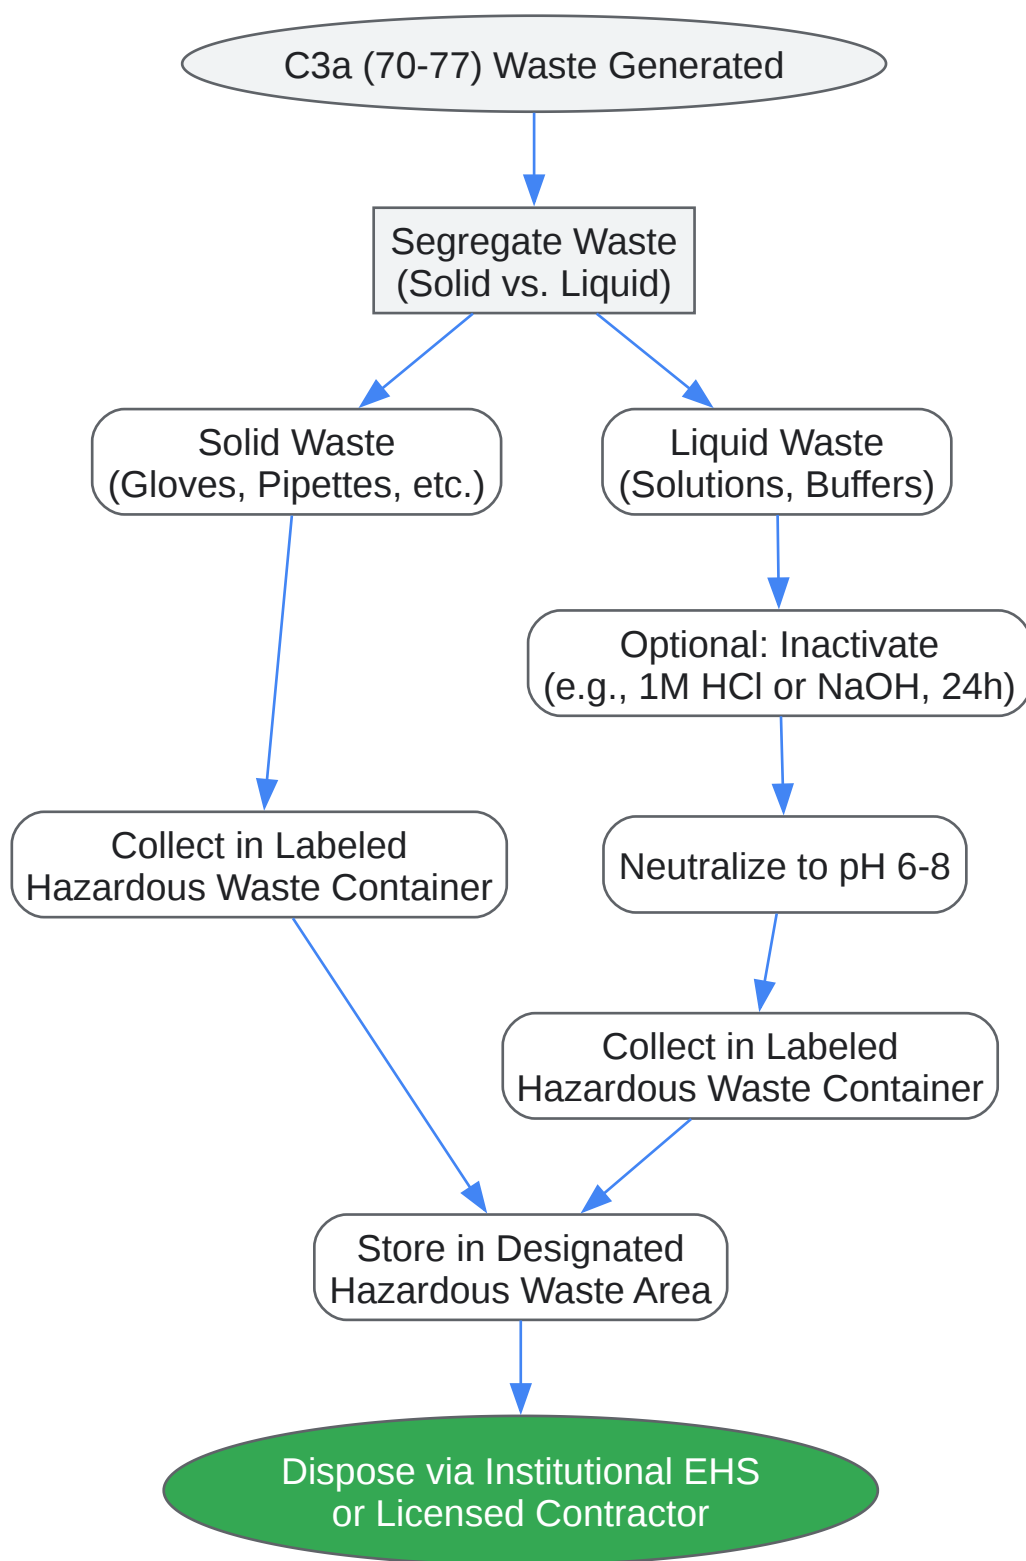 C3a (70-77) Waste Generated
Segregate Waste
(Solid vs. Liquid)
Solid Waste
(Gloves, Pipettes, etc.)
Liquid Waste
(Solutions, Buffers)
Optional: Inactivate
(e.g., 1M HCl or NaOH, 24h)
Collect in Labeled
Hazardous Waste Container
Neutralize to pH 6-8
Collect in Labeled
Hazardous Waste Container
Store in Designated
Hazardous Waste Area
Dispose via Institutional EHS
or Licensed Contractor